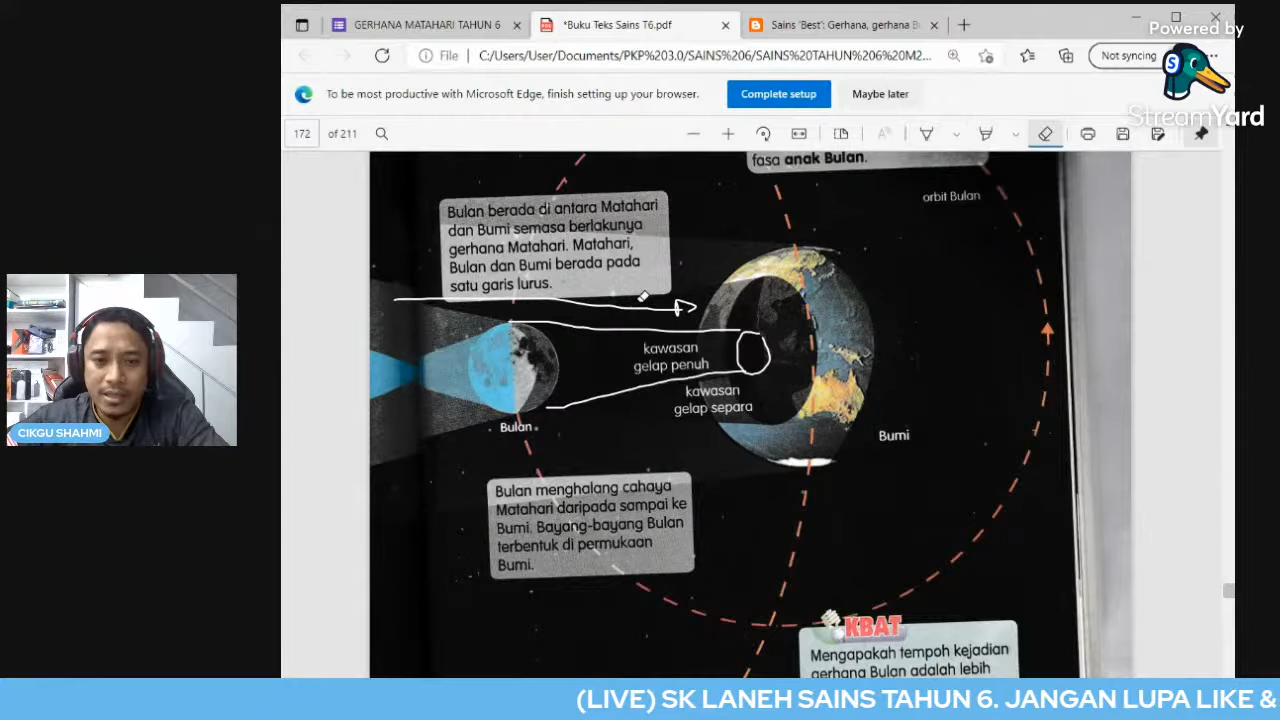 GERHANA MATAHARI TAHUN 6
*Buku Teks Sains T6.pdf
Sains 'Best': Gerhana, gerhana B
Powered by
File
C:/Users/User/Documents/PKP%203.0/SAINS%206/SAINS%20TAHUN%206%20M2...
Not syncing
StreamYard
To be most productive with Microsoft Edge, finish setting up your browser.
Complete setup
Maybe later
172 of 211
fasa anak Bulan.
orbit Bulan
Bulan berada di antara Matahari
dan Bumi semasa berlakunya
gerhana Matahari. Matahari,
Bulan dan Bumi berada pada
satu garis lurus.
kawasan
gelap penuh
kawasan
gelap separa
Bulan
Bumi
CIKGU SHAHMI
Bulan menghalang cahaya
Matahari daripada sampai ke
Bumi. Bayang-bayang Bulan
terbentuk di permukaan
Bumi.
KBAT
Mengapakah tempoh kejadian
gerhana Bulan adalah lebih
(LIVE) SK LANEH SAINS TAHUN 6. JANGAN LUPA LIKE &